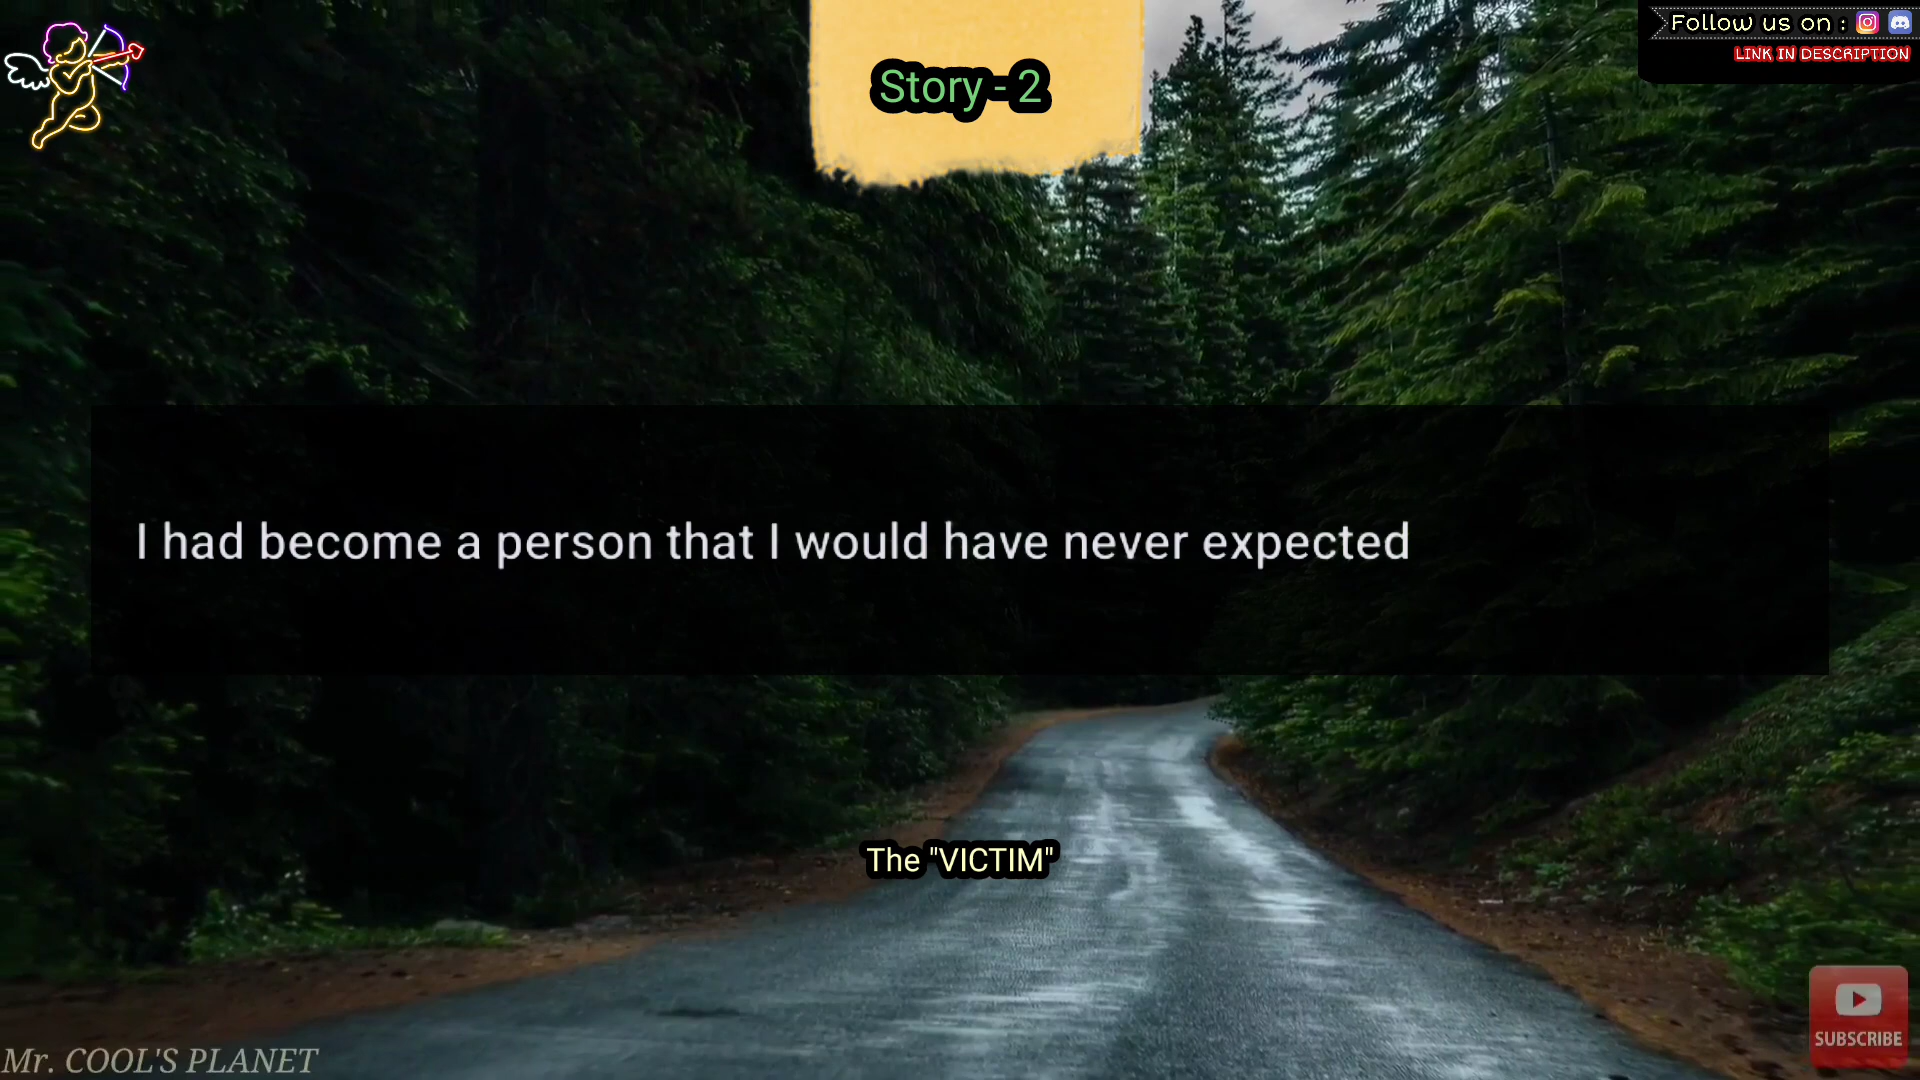 Story - 2
Follow us on :
LINK IN DESCRIPTION
I had become a person that I would have never expected
The "VICTIM"
SUBSCRIBE
Mr. COOL'S PLANET